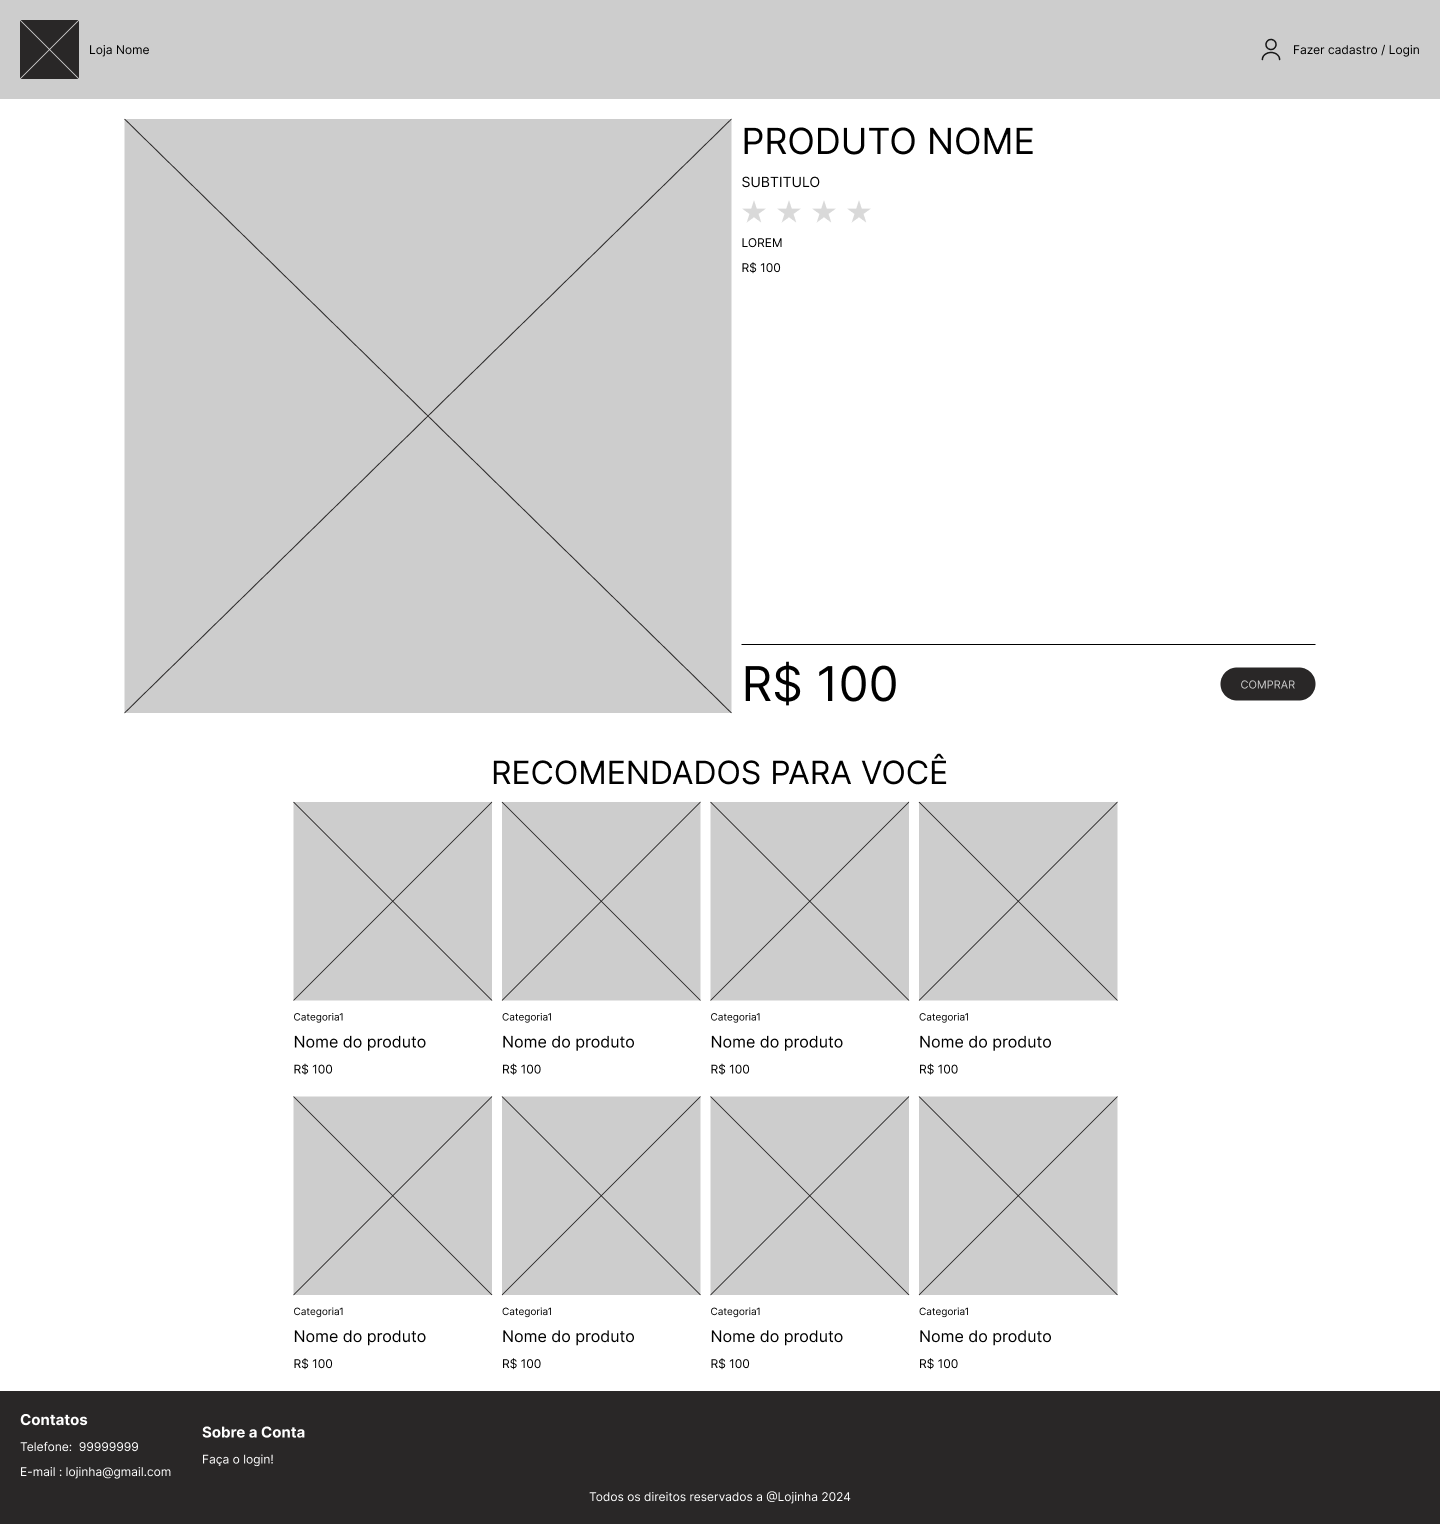 Loja Nome
Fazer cadastro / Login
PRODUTO NOME
SUBTITULO
LOREM
R$ 100
R$ 100
COMPRAR
RECOMENDADOS PARA VOCÊ
Categoria1
Nome do produto
R$ 100
Categoria1
Nome do produto
R$ 100
Categoria1
Nome do produto
R$ 100
Categoria1
Nome do produto
R$ 100
Categoria1
Nome do produto
R$ 100
Categoria1
Nome do produto
R$ 100
Categoria1
Nome do produto
R$ 100
Categoria1
Nome do produto
R$ 100
Contatos
Telefone: 99999999
E-mail : lojinha@gmail.com
Sobre a Conta
Faça o login!
Todos os direitos reservados a @Lojinha 2024